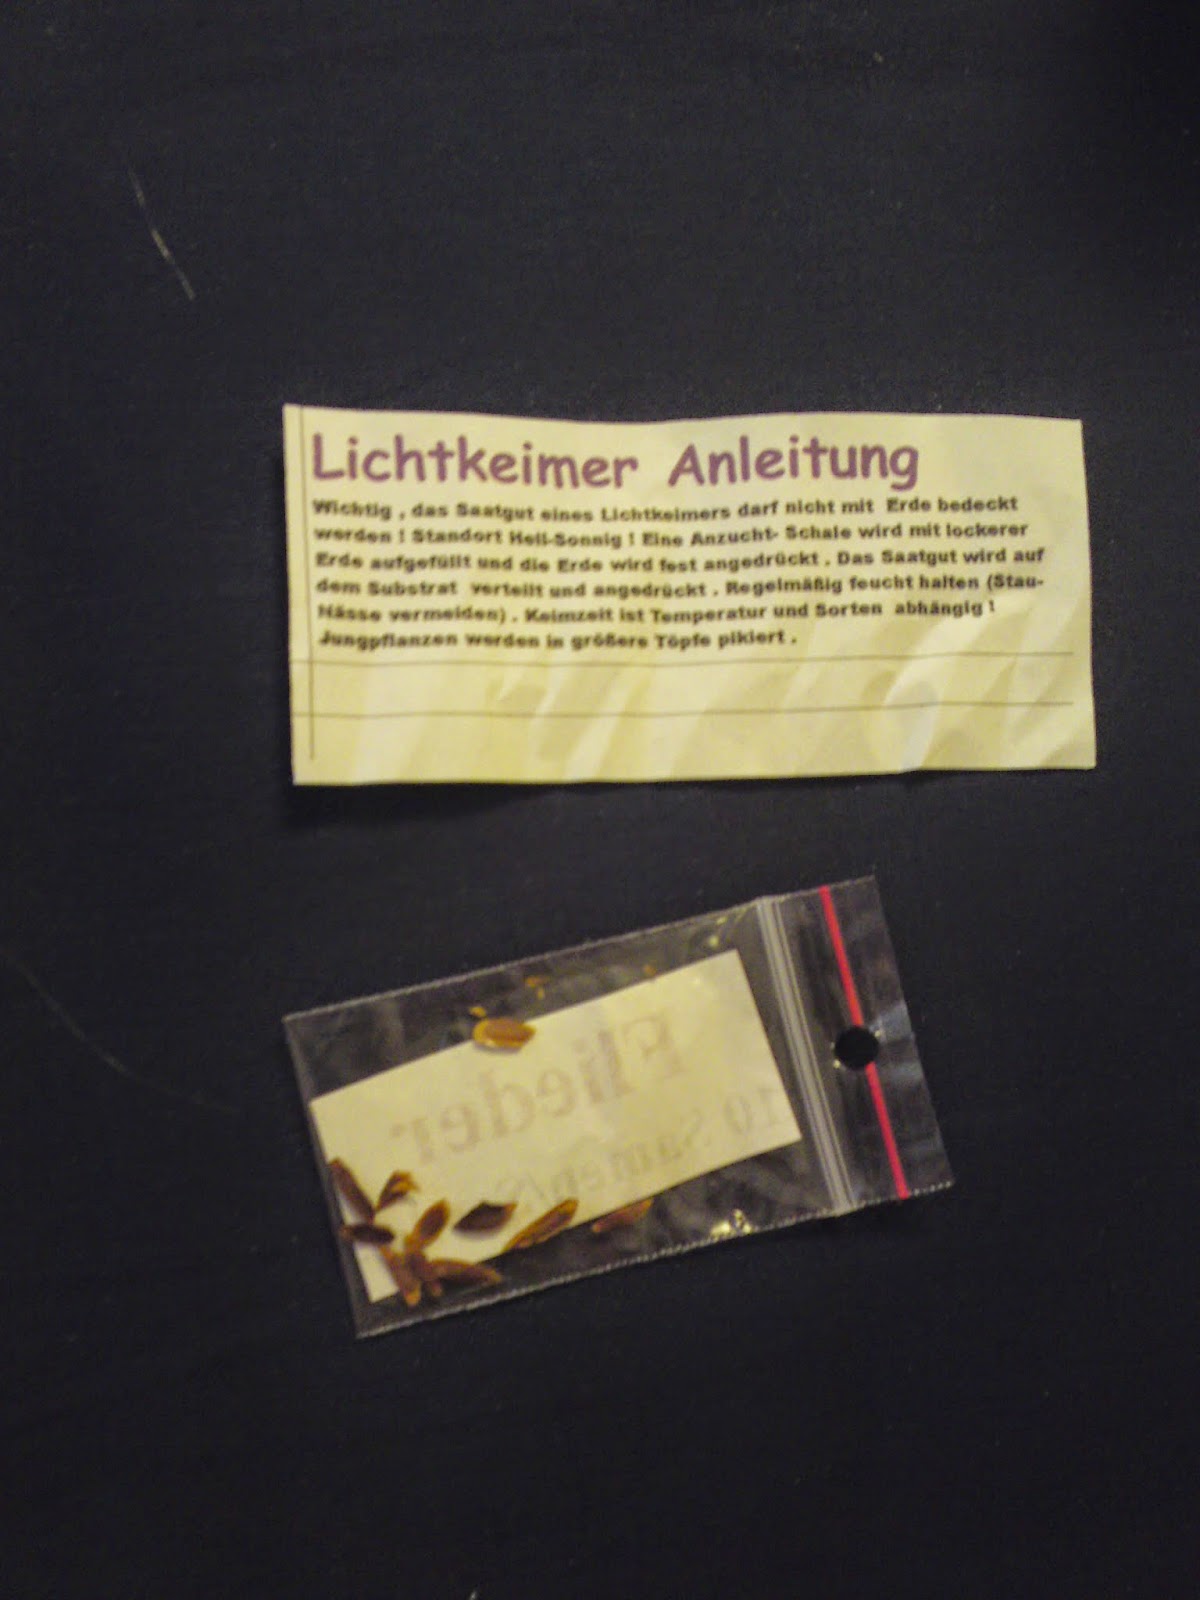 Lichtkeimer Anleitung
Wichtig , das Saatgut eines Lichtkeimers darf nicht mit Erde bedeckt
werden ! Standort Hell-Sonnig ! Eine Anzucht- Schale wird mit lockerer
Erde aufgefüllt und die Erde wird fest angedrückt . Das Saatgut wird auf
dem Substrat verteilt und angedrückt . Regelmäßig feucht halten (Stau-
Nässe vermeiden) . Keimzeit ist Temperatur und Sorten abhängig !
Jungpflanzen werden in größere Töpfe pikiert .
Flieder
10 Samen/